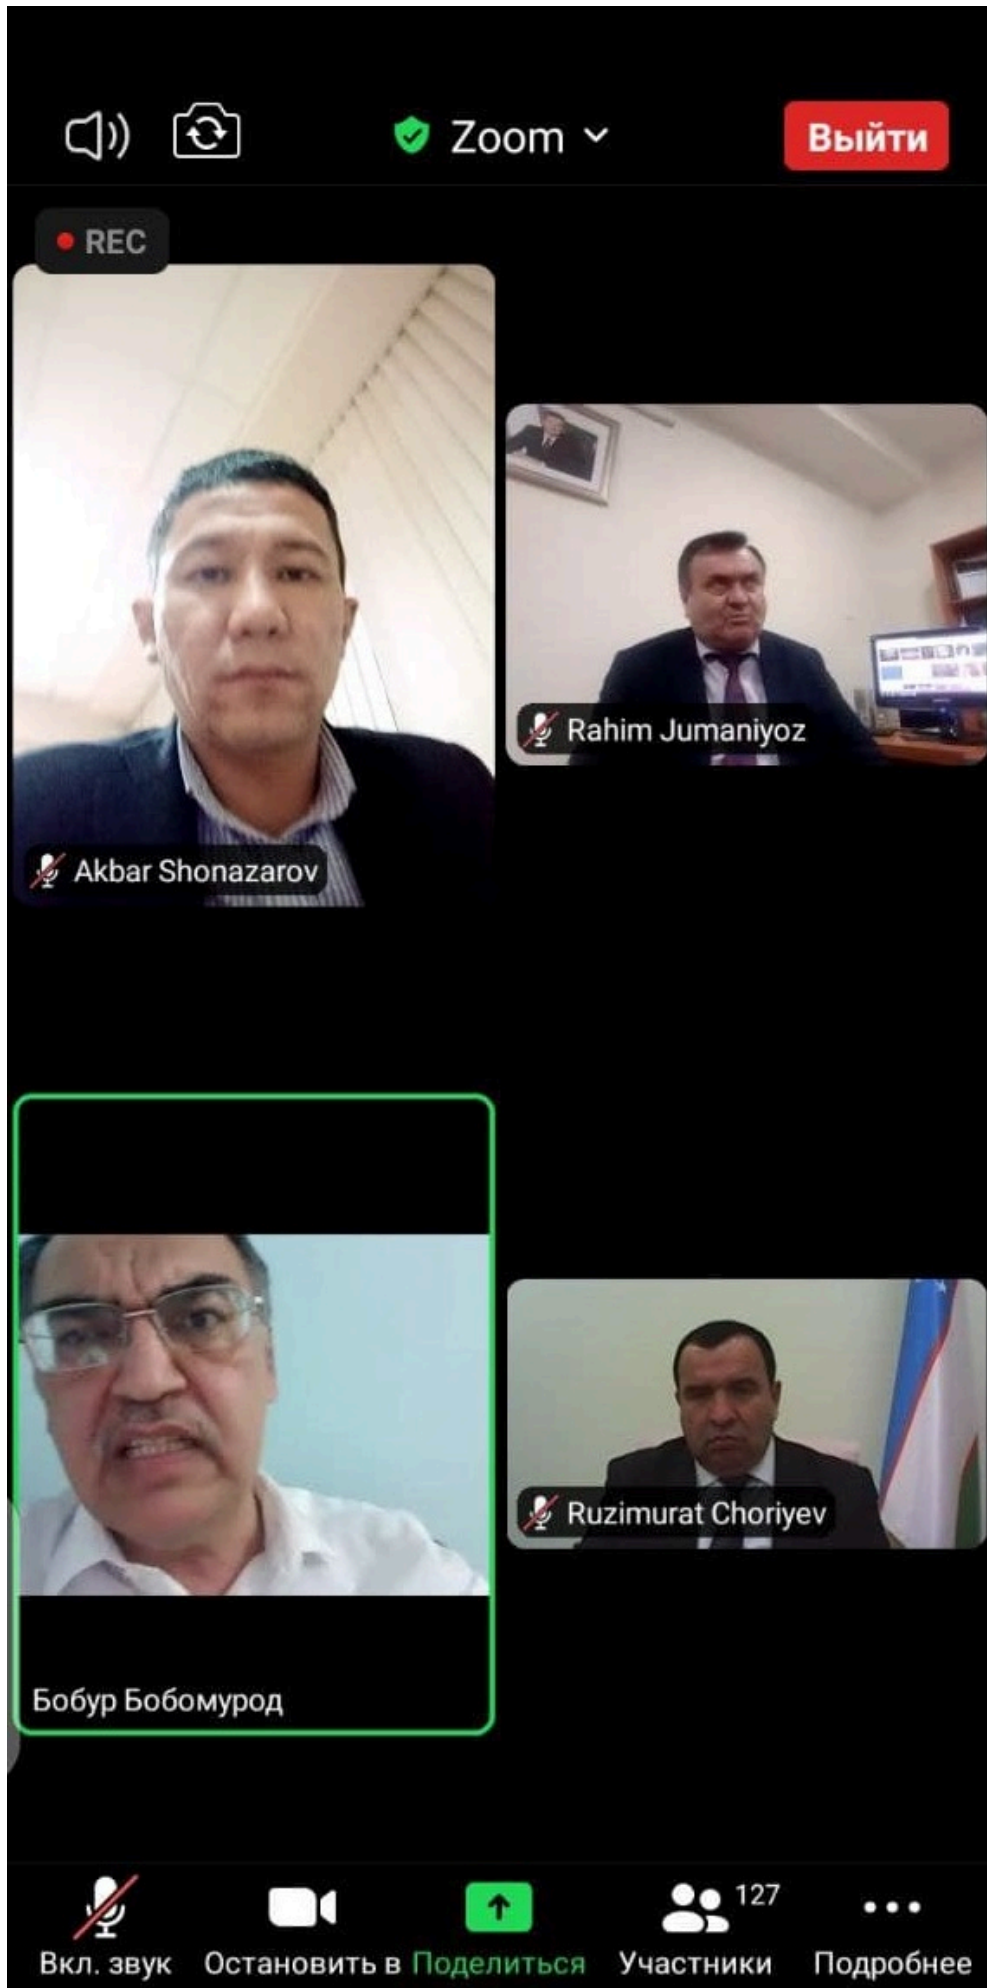 Zoom
Выйти
REC
Akbar Shonazarov
Rahim Jumaniyoz
Бобур Бобомурод
Ruzimurat Choriyev
127
Вкл. звук
Остановить в
Поделиться
Участники
Подробнее